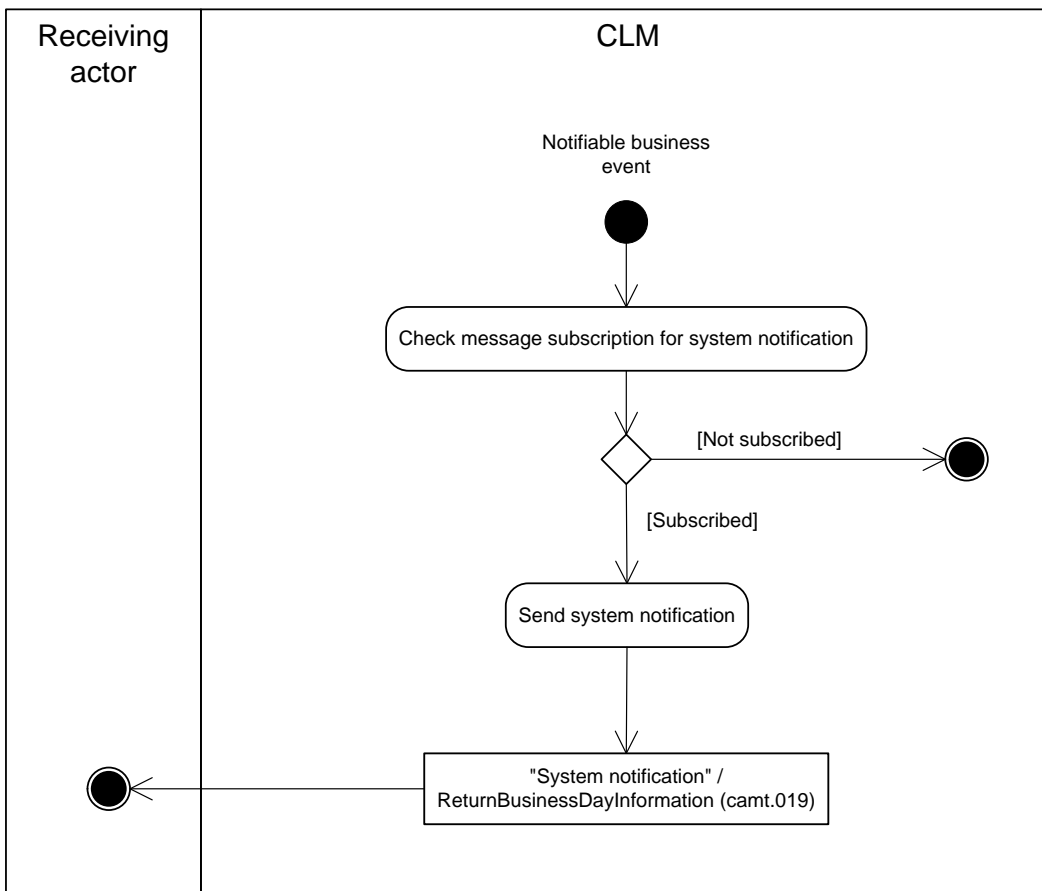 Receiving
actor
CLM
Notifiable business
event
Check message subscription for system notification
[Not subscribed]
[Subscribed]
Send system notification
"System notification" /
ReturnBusinessDayInformation (camt.019)